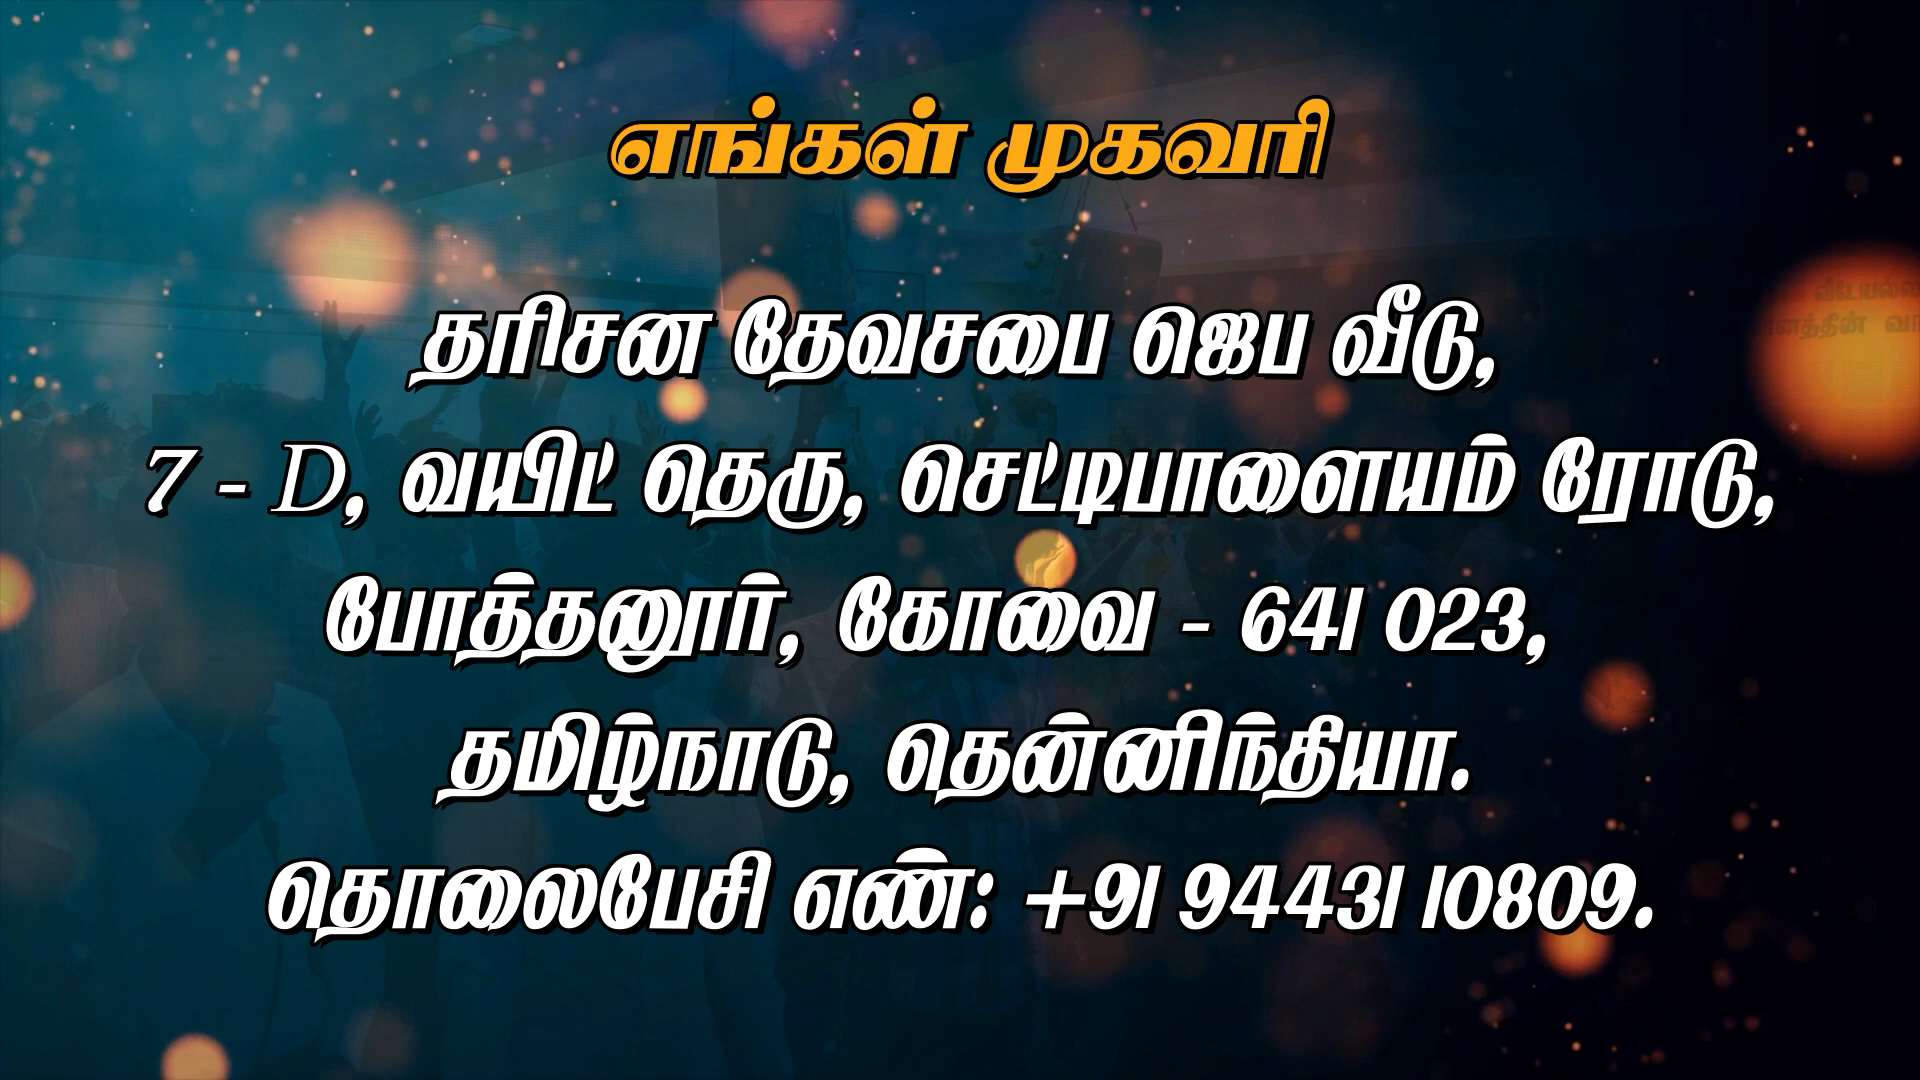 எங்கள் முகவரி
தரிசன தேவசபை ஜெப வீடு,
7 - D, வயிட் தெரு, செட்டிபாளையம் ரோடு,
போத்தனூர், கோவை - 641 023,
தமிழ்நாடு, தென்னிந்தியா.
தொலைபேசி எண்: +91 94431 10809.